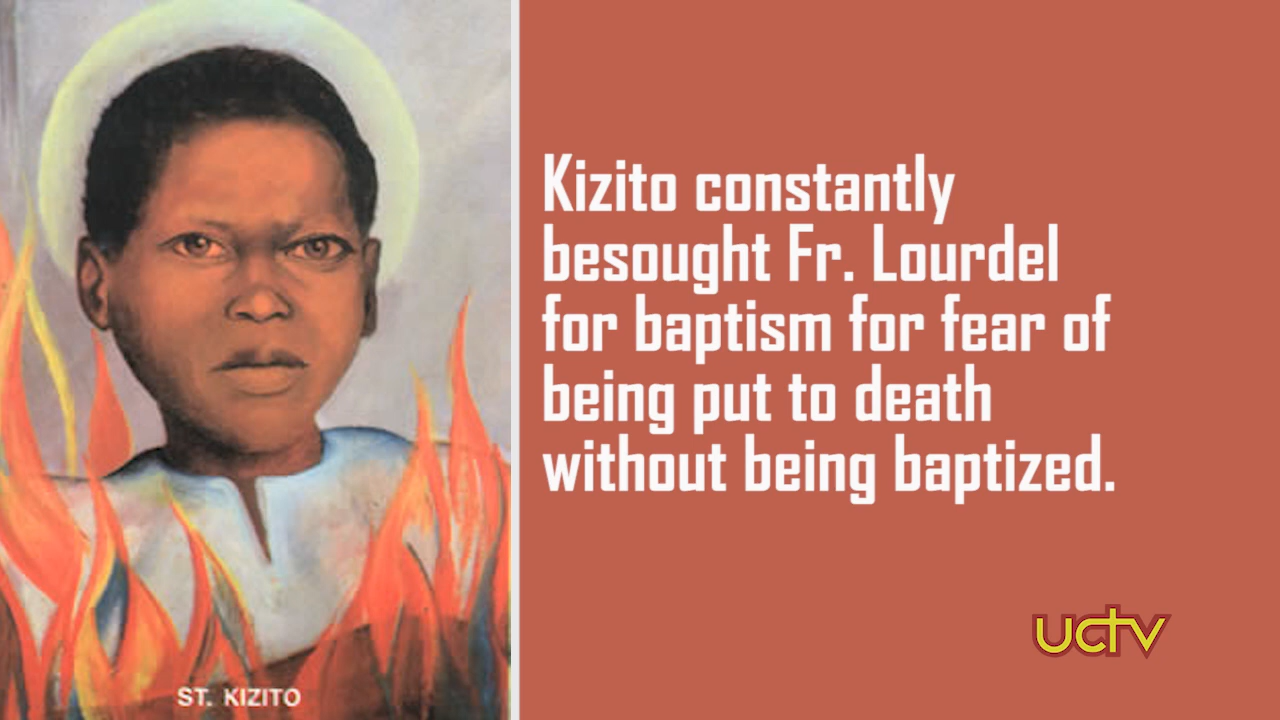 Kizito constantly
besought Fr. Lourdel
for baptism for fear of
being put to death
without being baptized.
uctv
ST. KIZITO